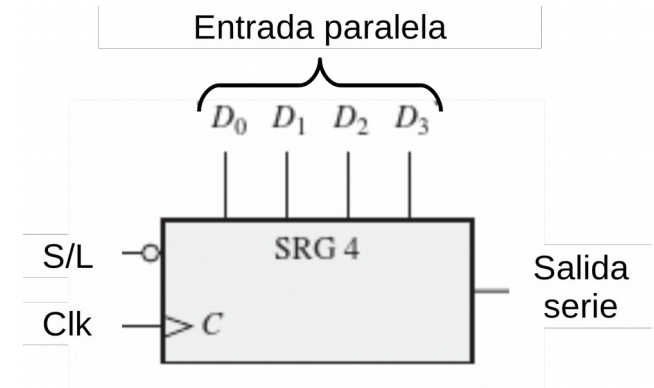 Entrada paralela
D0 D1 D2 D3
S/L
SRG 4
Clk
C
Salida
serie